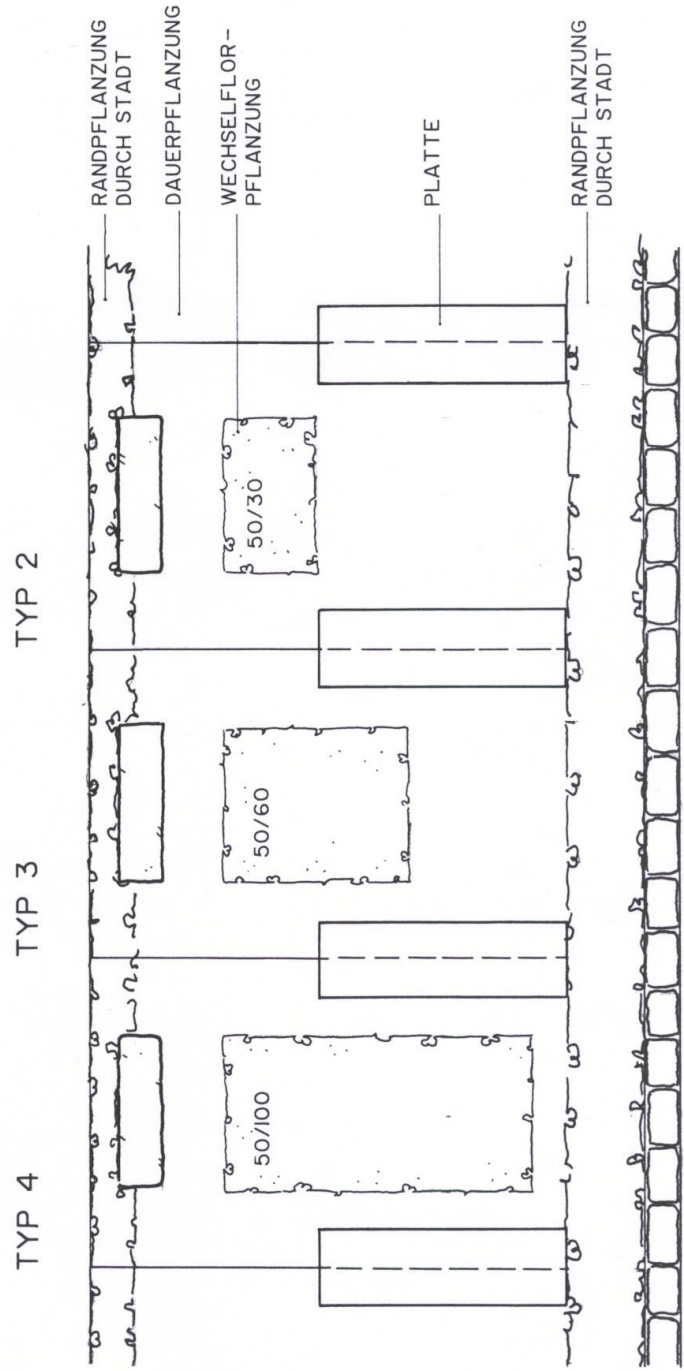 TYP 4
TYP 3
TYP 2
50/100
50/60
50/30
RANDPFLANZUNG
DURCH STADT
DAUERPFLANZUNG
WECHSELFLOR-
PFLANZUNG
PLATTE
RANDPFLANZUNG
DURCH STADT